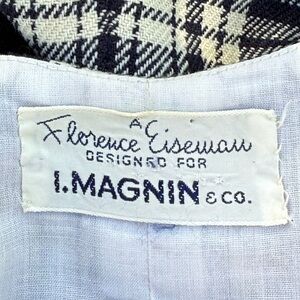 A
Florence Eiseman
DESIGNED FOR
I. MAGNIN & CO.